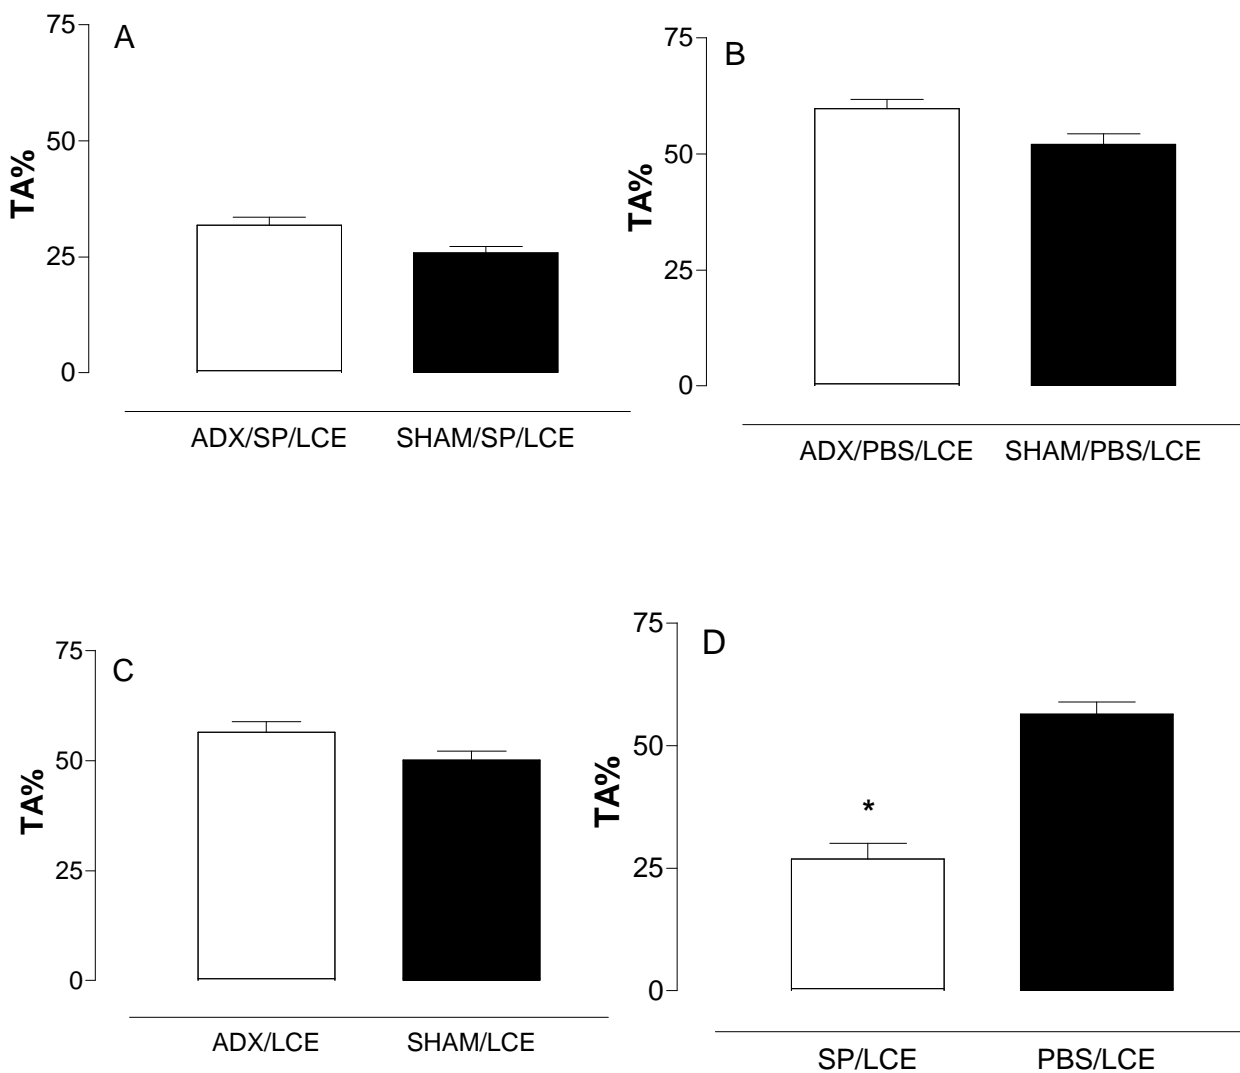 A
75
50
25
0
TA%
ADX/SP/LCE SHAM/SP/LCE
B
75
50
25
0
TA%
ADX/PBS/LCE SHAM/PBS/LCE
C
75
50
25
0
TA%
ADX/LCE SHAM/LCE
D
75
50
25
0
TA%
*
SP/LCE PBS/LCE